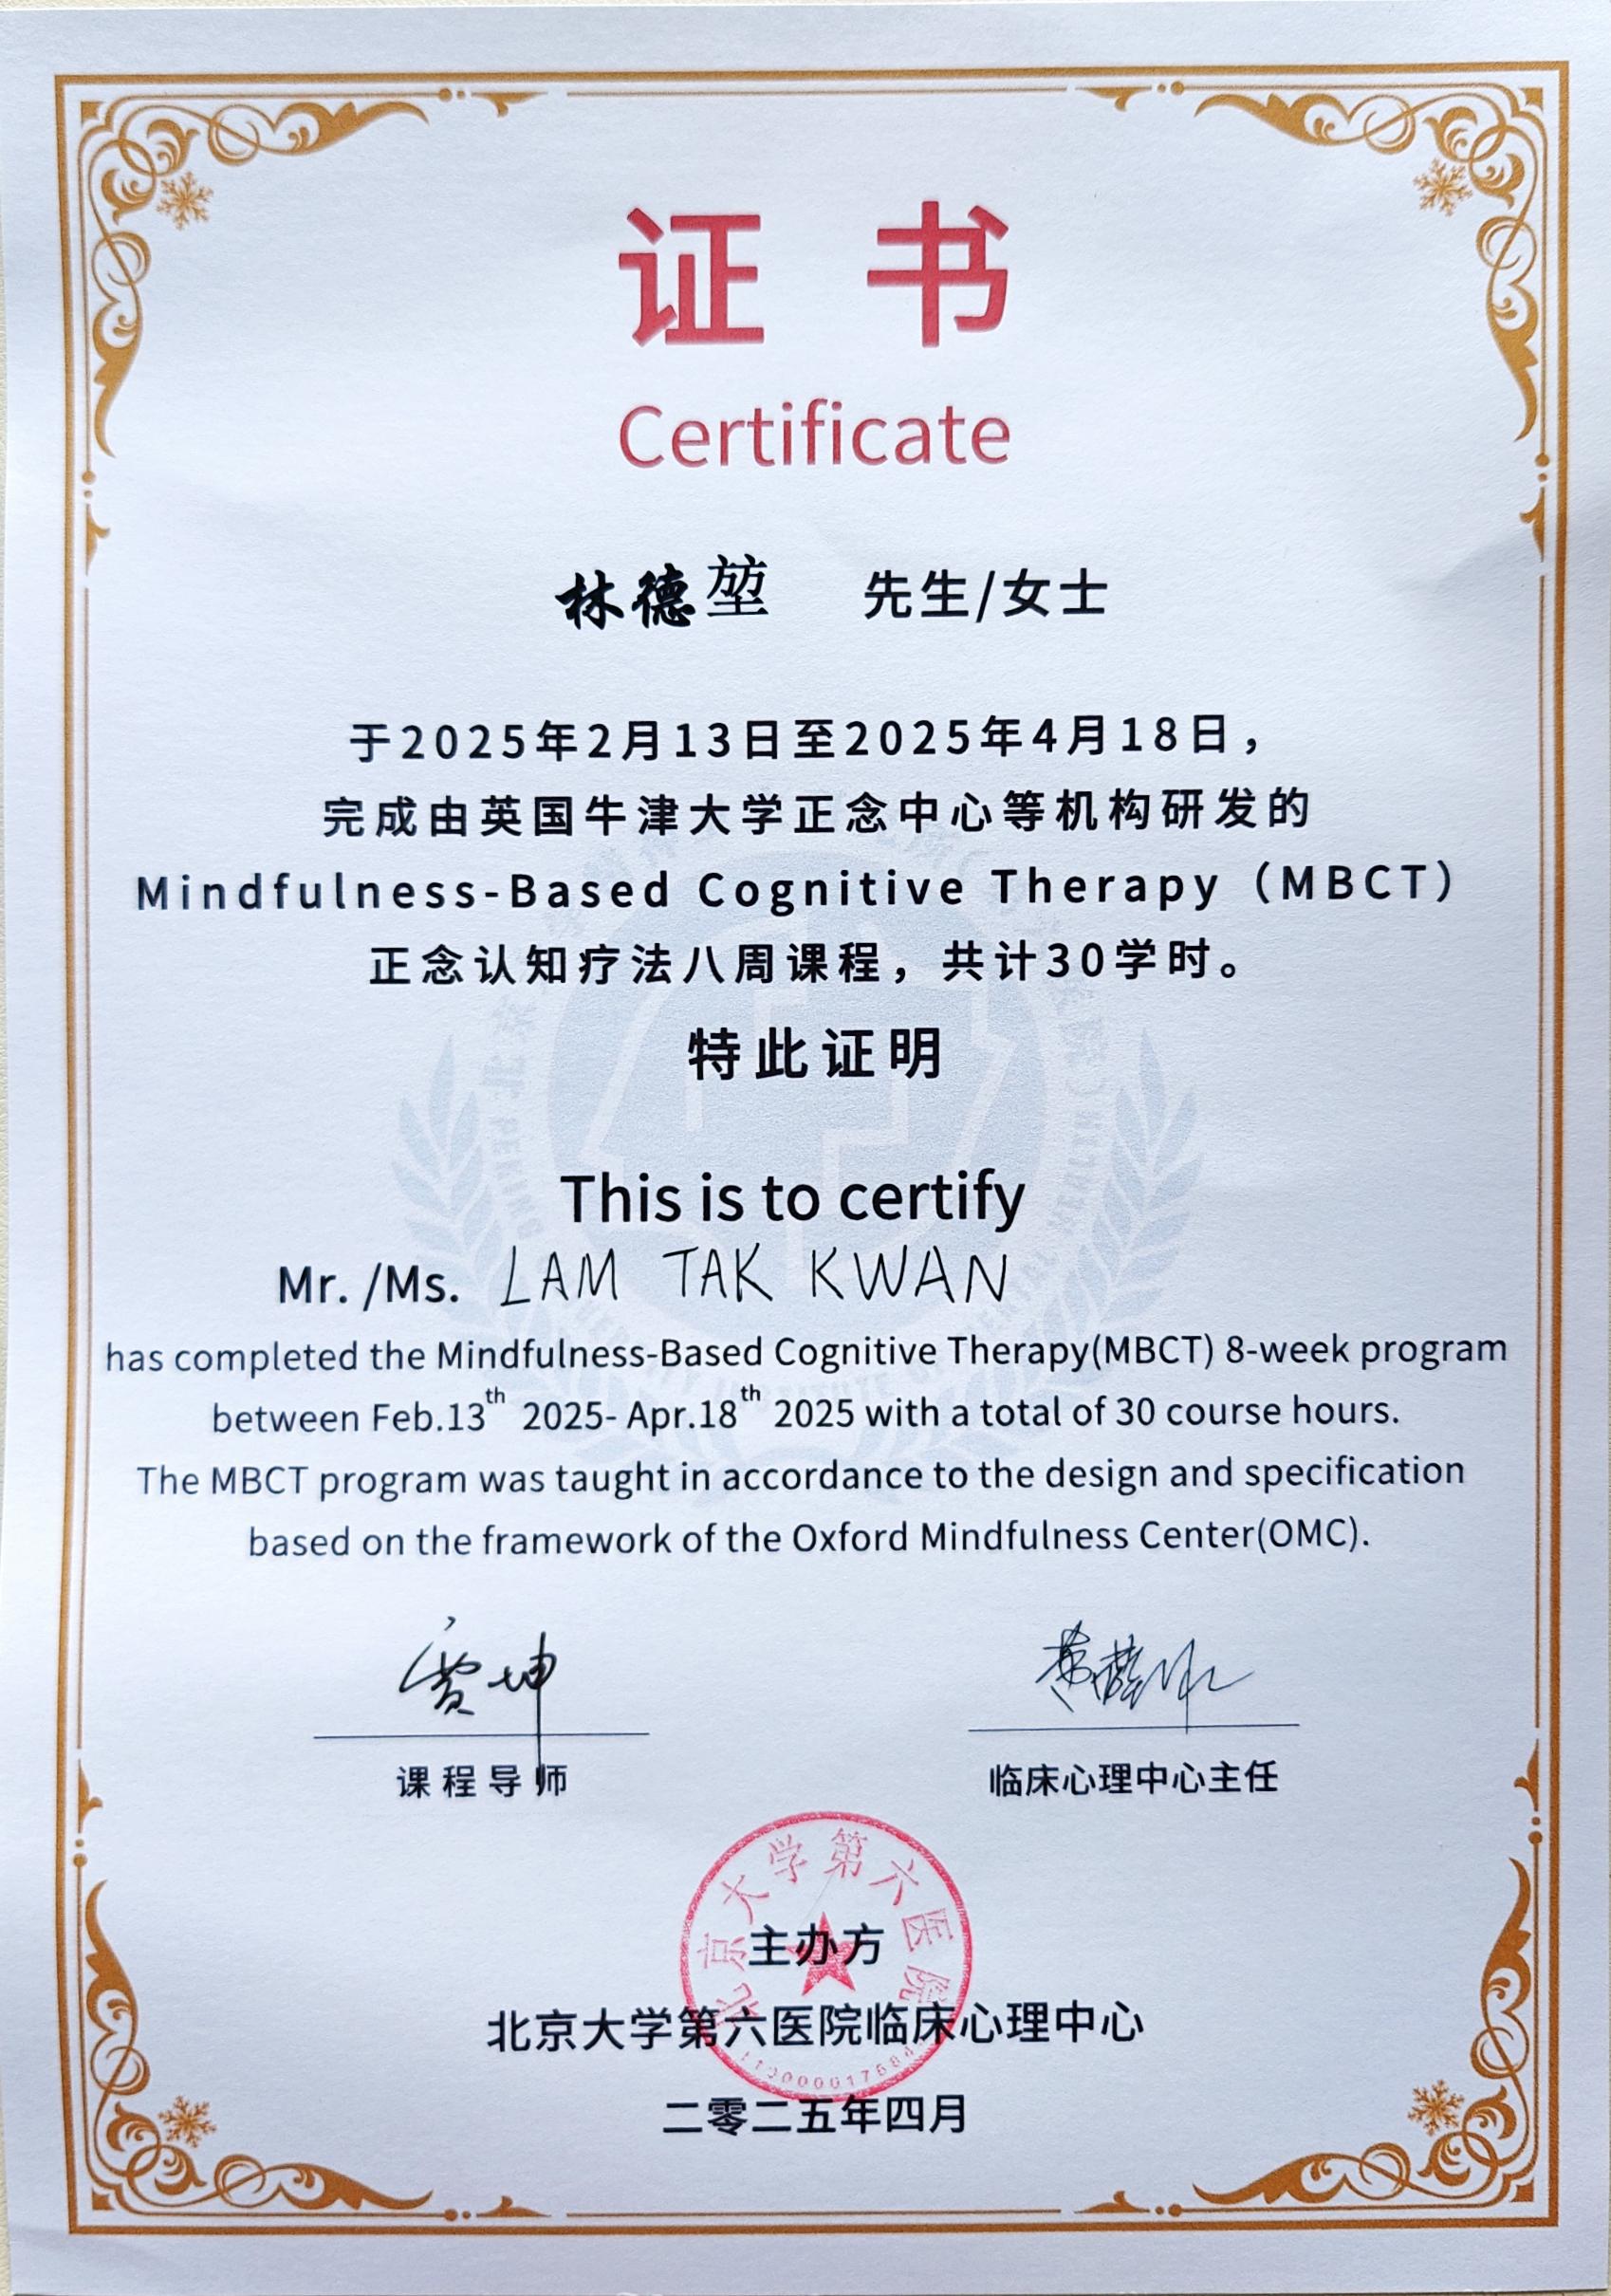 证书
Certificate
林德堃 先生/女士
于2025年2月13日至2025年4月18日，
完成由英国牛津大学正念中心等机构研发的
Mindfulness-Based Cognitive Therapy（MBCT）
正念认知疗法八周课程，共计30学时。
特此证明
This is to certify
Mr. /Ms. LAM TAK KWAN
has completed the Mindfulness-Based Cognitive Therapy(MBCT) 8-week program
between Feb.13th 2025- Apr.18th 2025 with a total of 30 course hours.
The MBCT program was taught in accordance to the design and specification
based on the framework of the Oxford Mindfulness Center(OMC).
贾坤
课程导师
临床心理中心主任
北京大学第六医院
主办方
北京大学第六医院临床心理中心
二零二五年四月